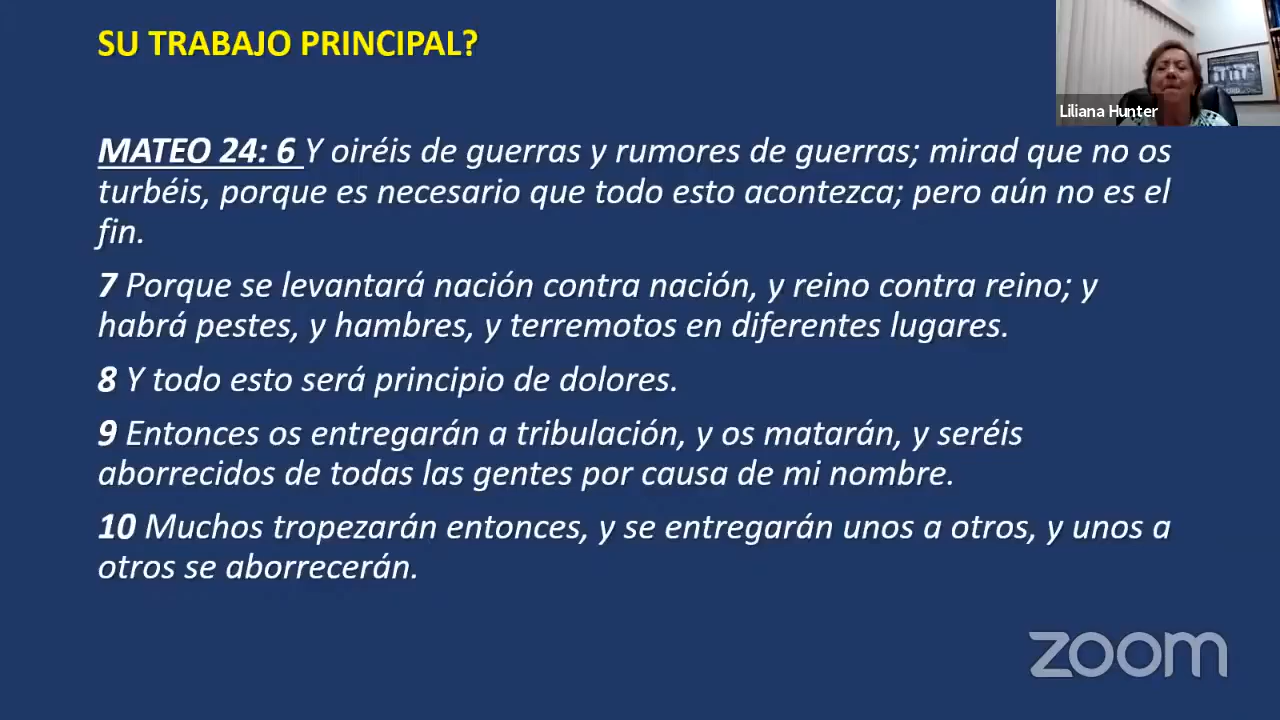 SU TRABAJO PRINCIPAL?
Liliana Hunter
MATEO 24: 6 Y oiréis de guerras y rumores de guerras; mirad que no os
turbéis, porque es necesario que todo esto acontezca; pero aún no es el
fin.
7 Porque se levantará nación contra nación, y reino contra reino; y
habrá pestes, y hambres, y terremotos en diferentes lugares.
8 Y todo esto será principio de dolores.
9 Entonces os entregarán a tribulación, y os matarán, y seréis
aborrecidos de todas las gentes por causa de mi nombre.
10 Muchos tropezarán entonces, y se entregarán unos a otros, y unos a
otros se aborrecerán.
zoom